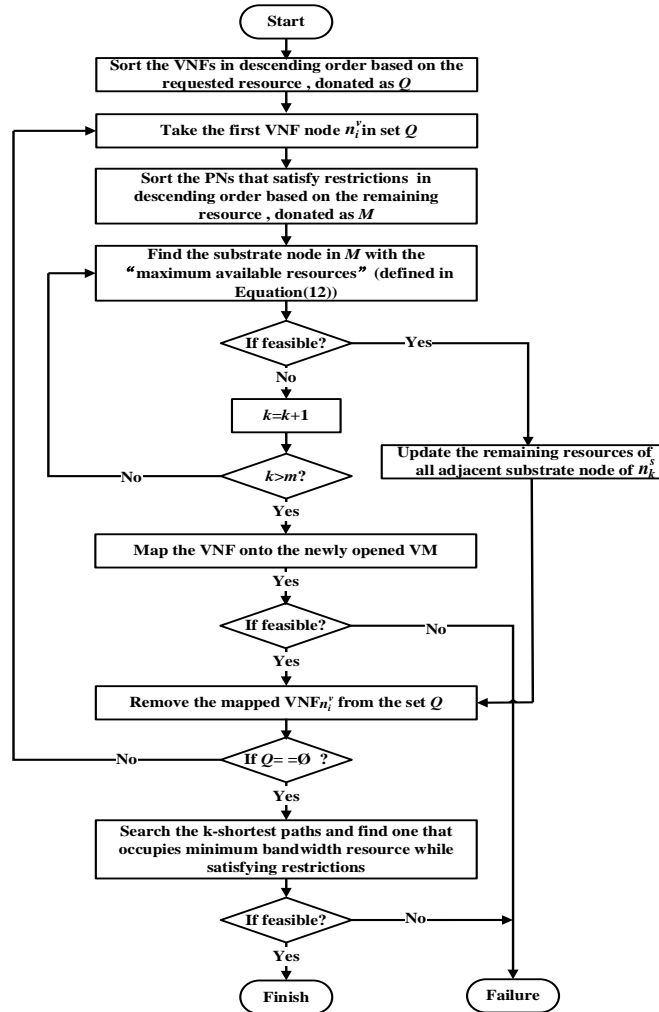 Start
Sort the VNFs in descending order based on the
requested resource , donated as Q
Take the first VNF node n_i^v in set Q
Sort the PNs that satisfy restrictions in
descending order based on the remaining
resource , donated as M
Find the substrate node in M with the
“maximum available resources” (defined in
Equation(12))
If feasible?
Yes
No
k=k+1
Update the remaining resources of
all adjacent substrate node of n_k^s
k>m?
No
Yes
Map the VNF onto the newly opened VM
Yes
If feasible?
No
Yes
Remove the mapped VNF n_i^v from the set Q
If Q= =Ø ?
No
Yes
Search the k-shortest paths and find one that
occupies minimum bandwidth resource while
satisfying restrictions
If feasible?
No
Yes
Finish
Failure